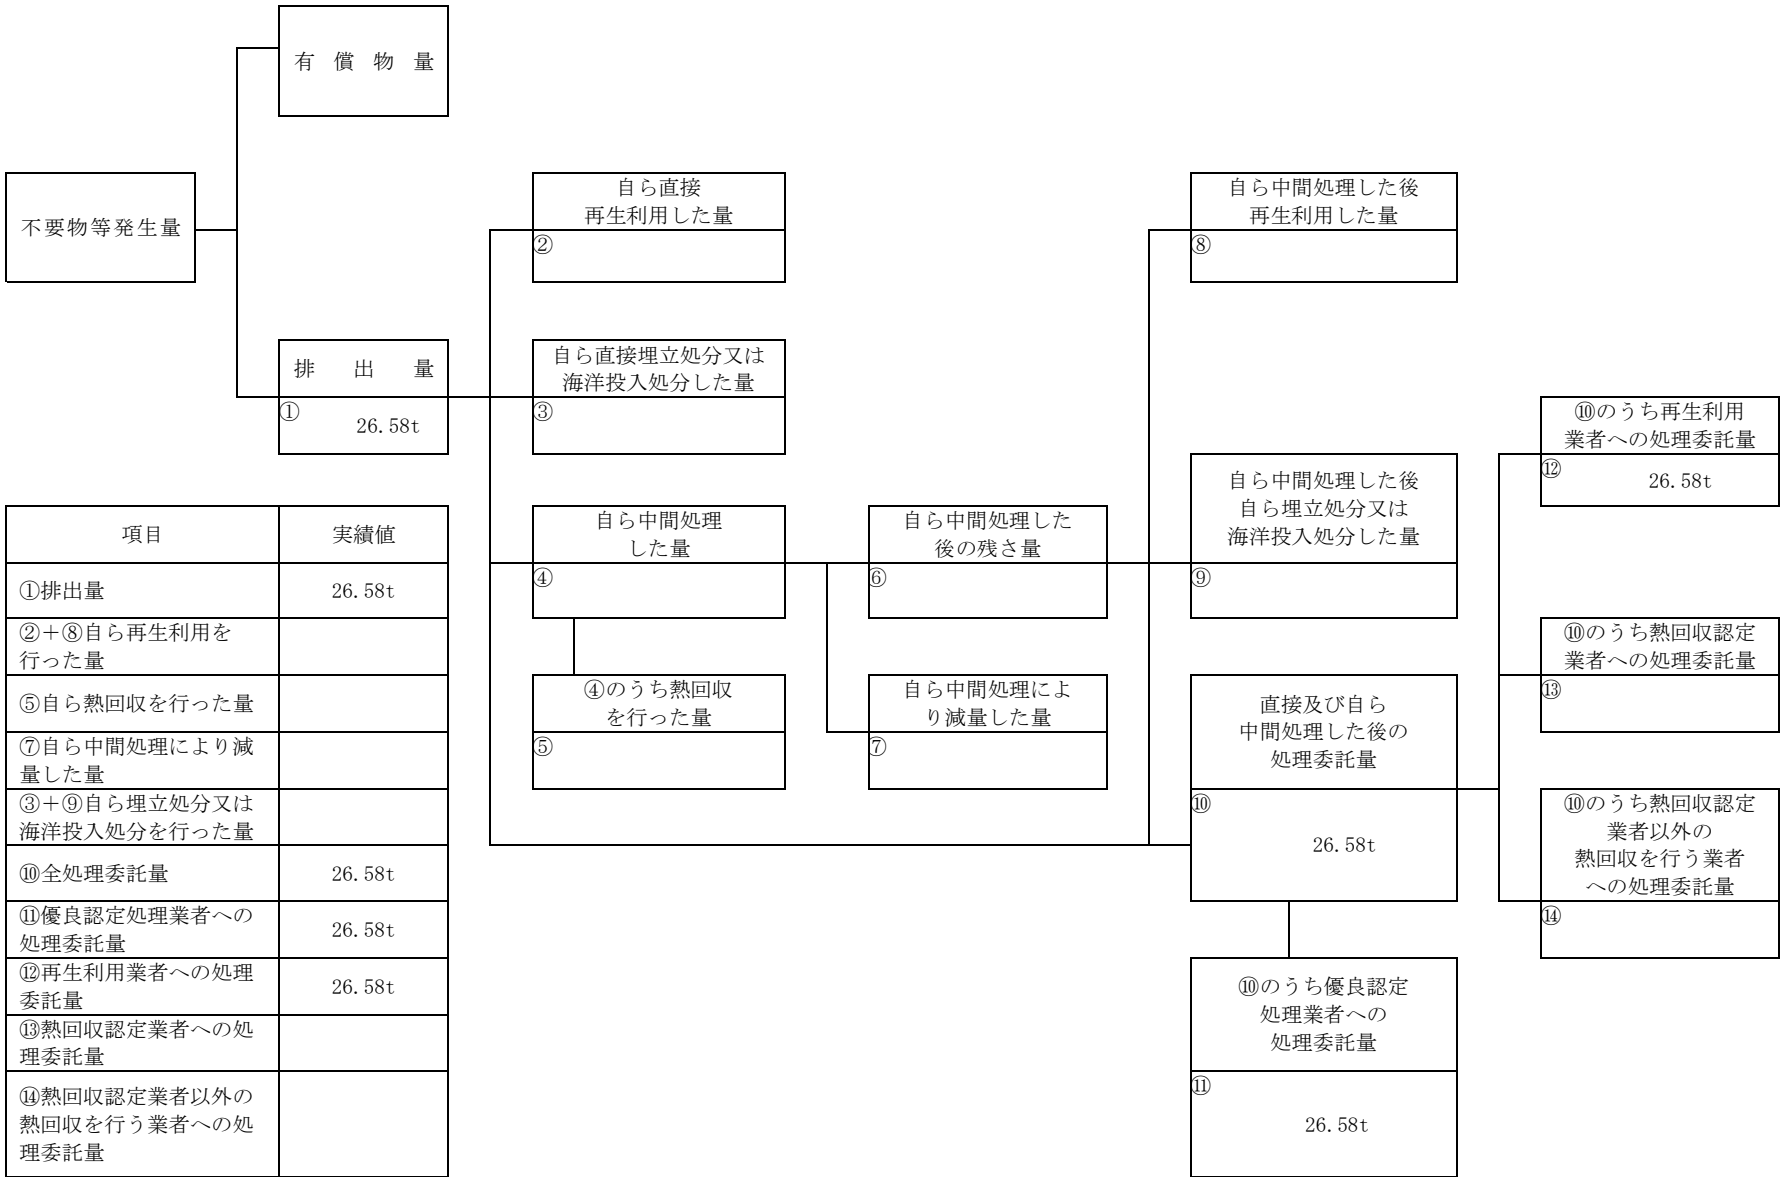 有償物量
不要物等発生量
排出量
①
26.58t
自ら直接
再生利用した量
②
自ら直接埋立処分又は
海洋投入処分した量
③
自ら中間処理
した量
④
④のうち熱回収
を行った量
⑤
自ら中間処理した
後の残さ量
⑥
自ら中間処理によ
り減量した量
⑦
自ら中間処理した後
再生利用した量
⑧
自ら中間処理した後
自ら埋立処分又は
海洋投入処分した量
⑨
直接及び自ら
中間処理した後の
処理委託量
⑩
26.58t
⑩のうち優良認定
処理業者への
処理委託量
⑪
26.58t
⑩のうち再生利用
業者への処理委託量
⑫
26.58t
⑩のうち熱回収認定
業者への処理委託量
⑬
⑩のうち熱回収認定
業者以外の
熱回収を行う業者
への処理委託量
⑭
項目 実績値
①排出量 26.58t
②＋⑧自ら再生利用を
行った量
⑤自ら熱回収を行った量
⑦自ら中間処理により減
量した量
③＋⑨自ら埋立処分又は
海洋投入処分を行った量
⑩全処理委託量 26.58t
⑪優良認定処理業者への
処理委託量 26.58t
⑫再生利用業者への処理
委託量 26.58t
⑬熱回収認定業者への処
理委託量
⑭熱回収認定業者以外の
熱回収を行う業者への処
理委託量